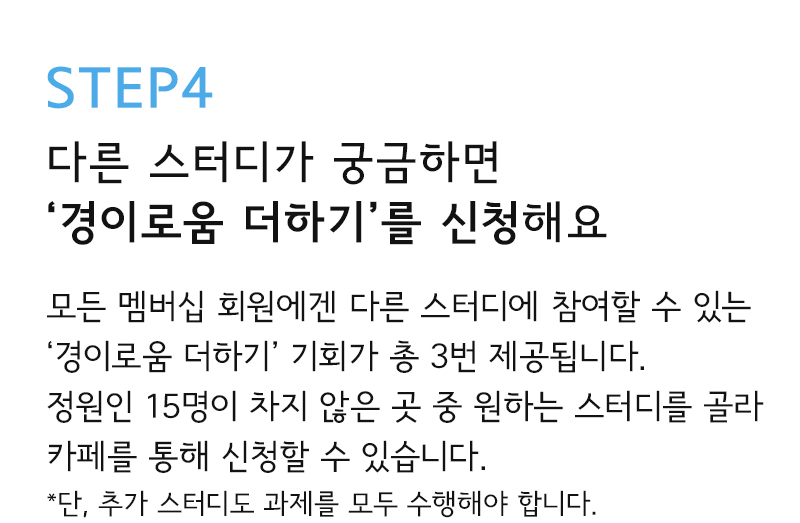 STEP4
다른 스터디가 궁금하면
‘경이로움 더하기’를 신청해요
모든 멤버십 회원에겐 다른 스터디에 참여할 수 있는
‘경이로움 더하기’ 기회가 총 3번 제공됩니다.
정원인 15명이 차지 않은 곳 중 원하는 스터디를 골라
카페를 통해 신청할 수 있습니다.
*단, 추가 스터디도 과제를 모두 수행해야 합니다.